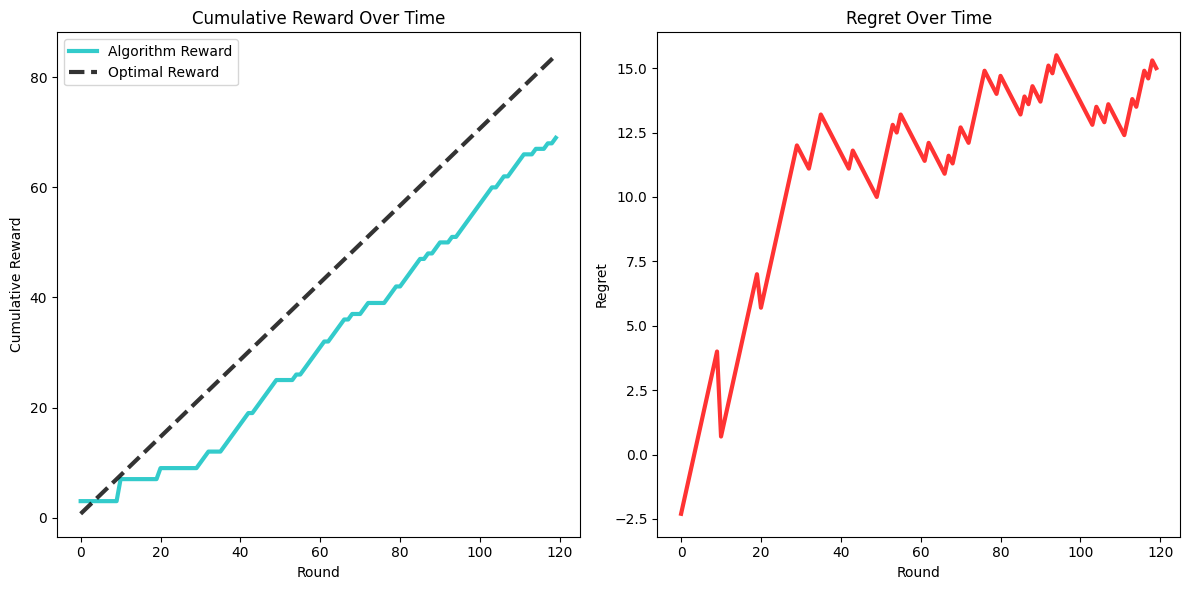 Cumulative Reward Over Time
Algorithm Reward
Optimal Reward
Cumulative Reward
80
60
40
20
0
0 20 40 60 80 100 120
Round
Regret Over Time
Regret
15.0
12.5
10.0
7.5
5.0
2.5
0.0
−2.5
0 20 40 60 80 100 120
Round